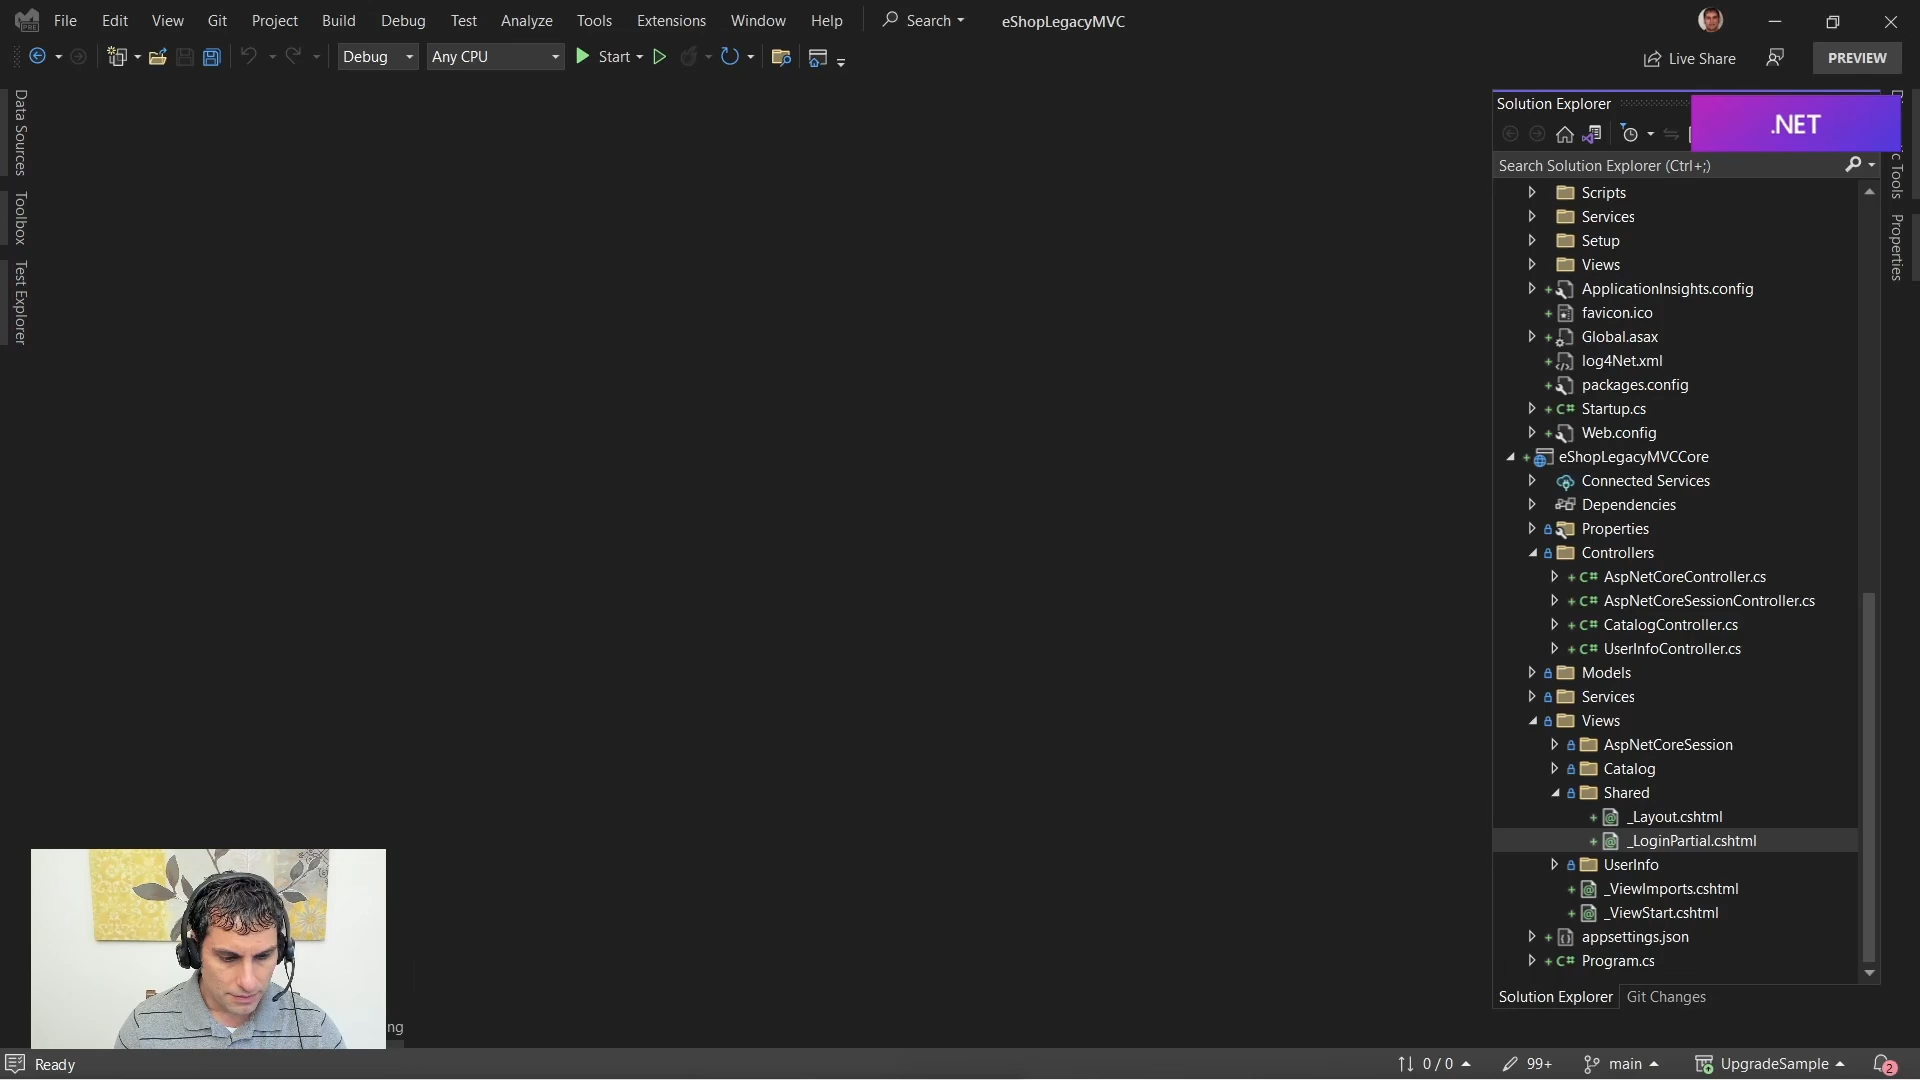 File Edit View Git Project Build Debug Test Analyze Tools Extensions Window Help Search eShopLegacyMVC
Debug Any CPU Start Live Share PREVIEW
Data Sources
Toolbox
Test Explorer
Solution Explorer
.NET
Search Solution Explorer (Ctrl+;)
Scripts
Services
Setup
Views
ApplicationInsights.config
favicon.ico
Global.asax
log4Net.xml
packages.config
Startup.cs
Web.config
eShopLegacyMVCCore
Connected Services
Dependencies
Properties
Controllers
AspNetCoreController.cs
AspNetCoreSessionController.cs
CatalogController.cs
UserInfoController.cs
Models
Services
Views
AspNetCoreSession
Catalog
Shared
_Layout.cshtml
_LoginPartial.cshtml
UserInfo
_ViewImports.cshtml
_ViewStart.cshtml
appsettings.json
Program.cs
Solution Explorer Git Changes
c Tools
Properties
ng
Ready 0 / 0 99+ main UpgradeSample 2